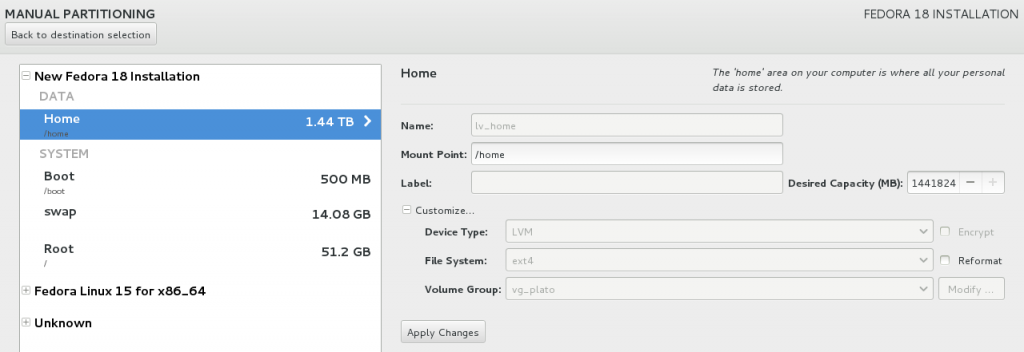 MANUAL PARTITIONING
FEDORA 18 INSTALLATION
Back to destination selection
New Fedora 18 Installation
DATA
Home
1.44 TB
/home
SYSTEM
Boot
500 MB
/boot
swap
14.08 GB
Root
51.2 GB
/
Fedora Linux 15 for x86_64
Unknown
Home
The 'home' area on your computer is where all your personal
data is stored.
Name: lv_home
Mount Point: /home
Label:
Desired Capacity (MB): 1441824 − +
Customize...
Device Type: LVM
Encrypt
File System: ext4
Reformat
Volume Group: vg_plato
Modify ...
Apply Changes